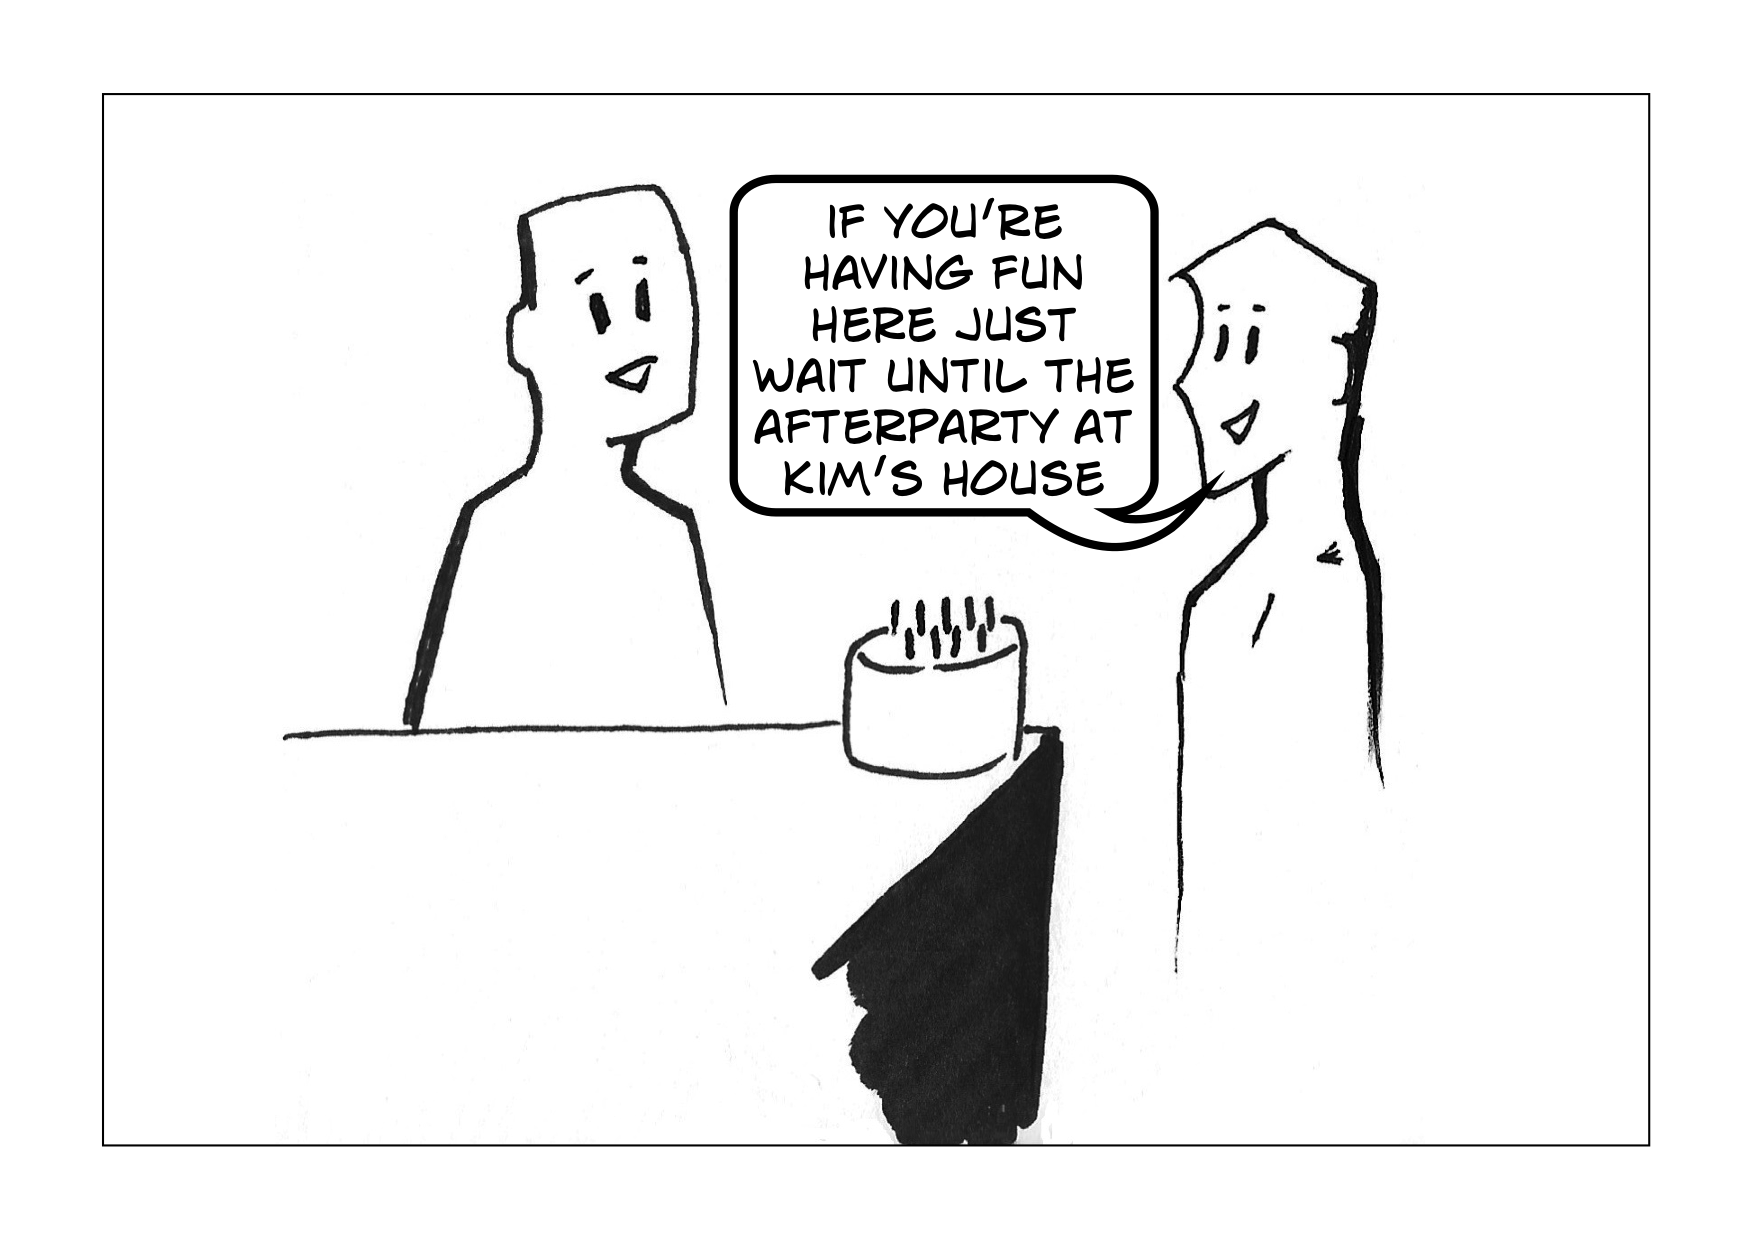 IF YOU'RE
HAVING FUN
HERE JUST
WAIT UNTIL THE
AFTERPARTY AT
KIM'S HOUSE